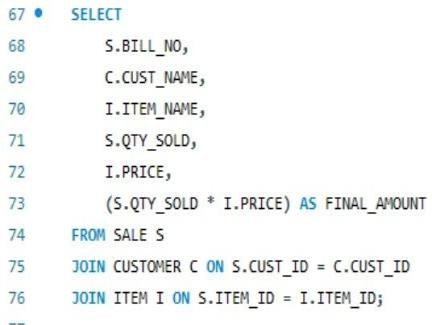 67 SELECT
68 S.BILL_NO,
69 C.CUST_NAME,
70 I.ITEM_NAME,
71 S.QTY_SOLD,
72 I.PRICE,
73 (S.QTY_SOLD * I.PRICE) AS FINAL_AMOUNT
74 FROM SALE S
75 JOIN CUSTOMER C ON S.CUST_ID = C.CUST_ID
76 JOIN ITEM I ON S.ITEM_ID = I.ITEM_ID;